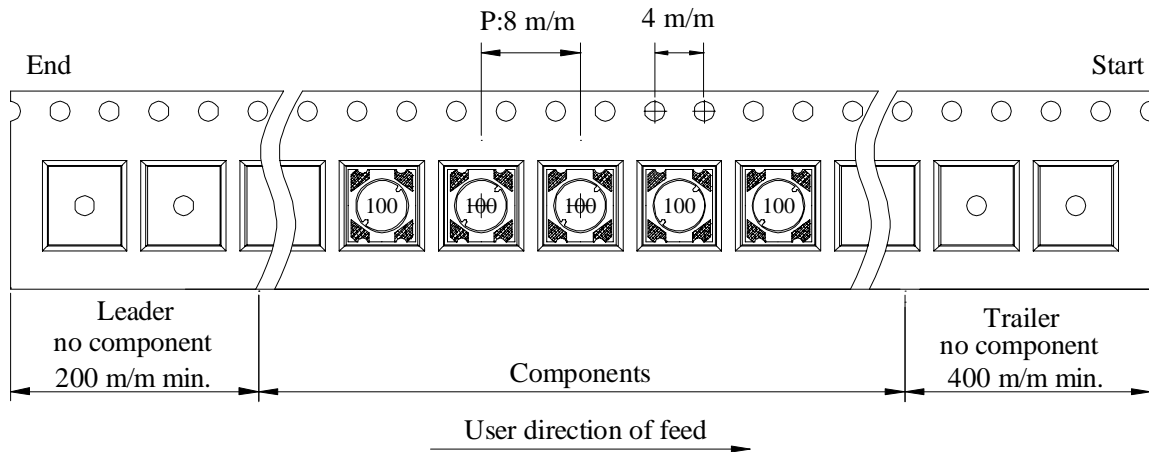 P:8 m/m
4 m/m
End
Start
100
100
100
100
100
Leader
no component
200 m/m min.
Components
Trailer
no component
400 m/m min.
User direction of feed